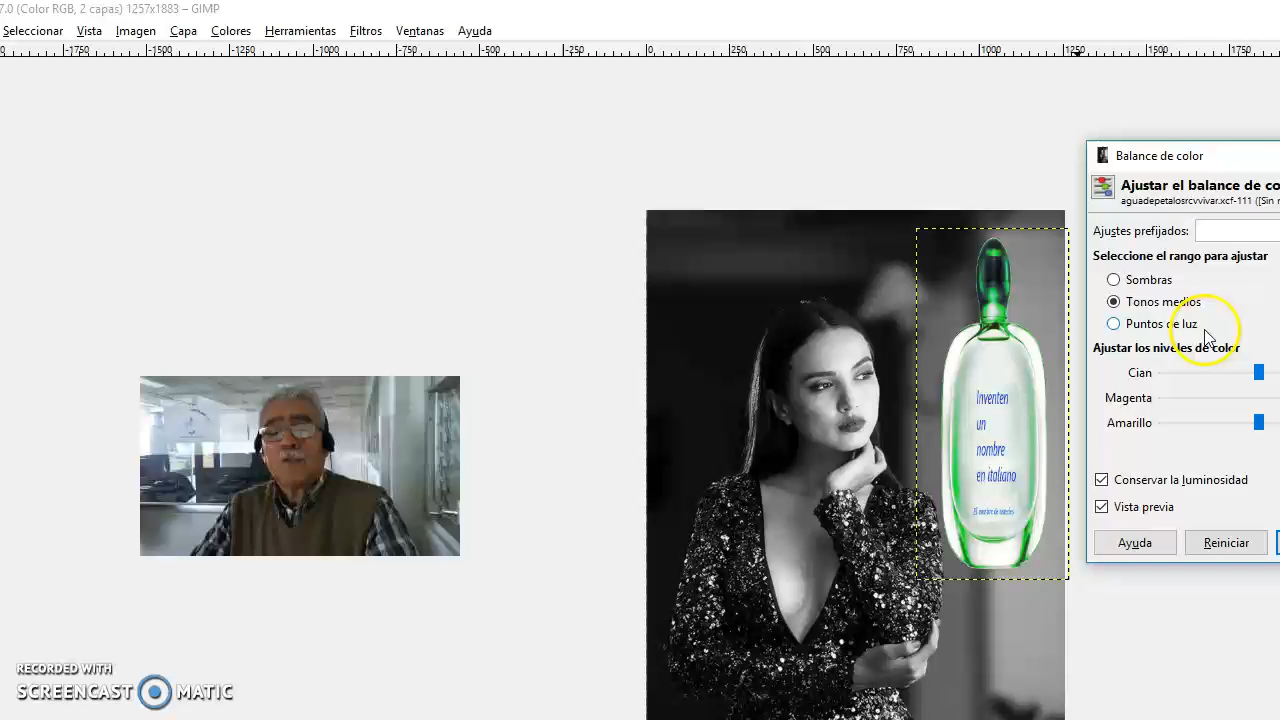 7.0 (Color RGB, 2 capas) 1257x1883 – GIMP
Seleccionar Vista Imagen Capa Colores Herramientas Filtros Ventanas Ayuda
-1750 -1500 -1250 -1000 -750 -500 -250 0 250 500 750 1000 1250 1500 1750
Balance de color
Ajustar el balance de co
aguadepetalosrcvvivar.xcf-111 ([Sin
Ajustes prefijados:
Seleccione el rango para ajustar
Sombras
Tonos medios
Puntos de luz
Ajustar los niveles de color
Cian
Magenta
Amarillo
Conservar la luminosidad
Vista previa
Ayuda Reiniciar
Inventen
un
nombre
en italiano
El nombre de ustedes
RECORDED WITH
SCREENCAST MATIC